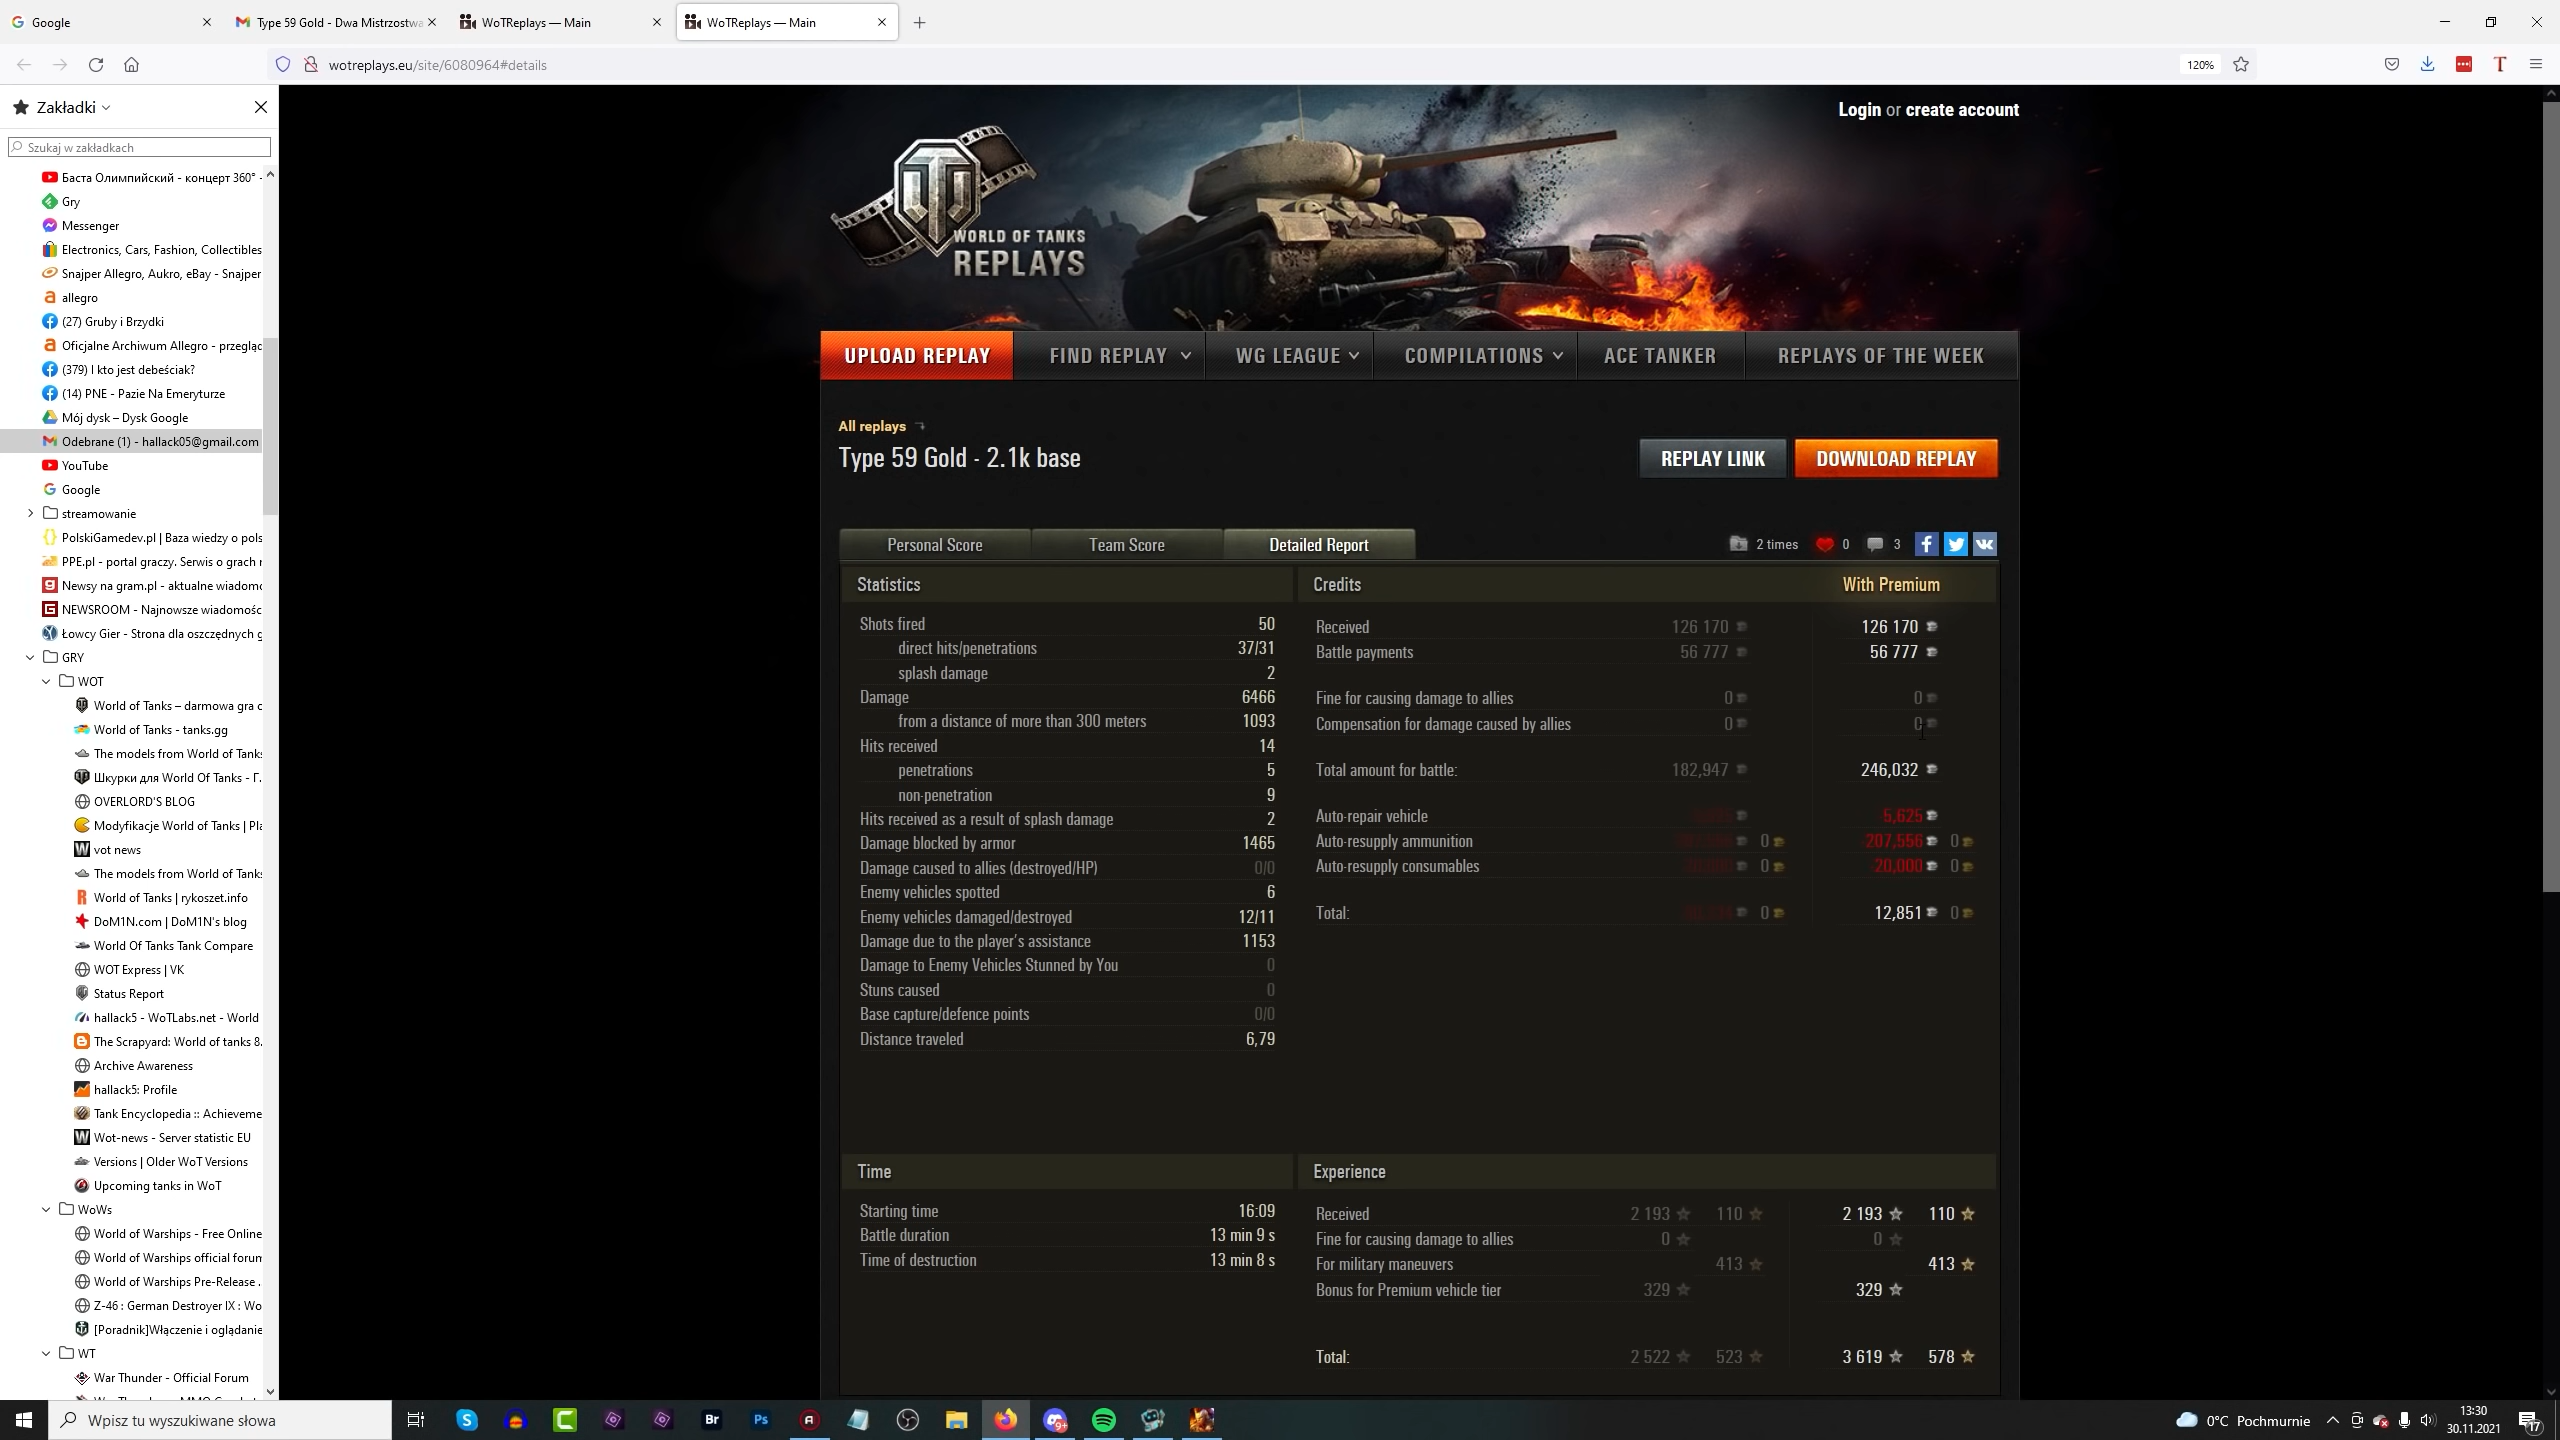 Google
Type 59 Gold - Dwa Mistrzostwa
WoTReplays — Main
WoTReplays — Main
wotreplays.eu/site/6080964#details
120%
Zakładki
Szukaj w zakładkach
Баста Олимпийский - концерт 360° -
Gry
Messenger
Electronics, Cars, Fashion, Collectibles
Snajper Allegro, Aukro, eBay - Snajper
allegro
(27) Gruby i Brzydki
Oficjalne Archiwum Allegro - przegląd
(379) I kto jest debeściak?
(14) PNE - Pazie Na Emeryturze
Mój dysk – Dysk Google
Odebrane (1) - hallack05@gmail.com
YouTube
Google
streamowanie
PolskiGamedev.pl | Baza wiedzy o pols
PPE.pl - portal graczy. Serwis o grach
Newsy na gram.pl - aktualne wiadomo
NEWSROOM - Najnowsze wiadomośc
Łowcy Gier - Strona dla oszczędnych g
GRY
WOT
World of Tanks – darmowa gra
World of Tanks - tanks.gg
The models from World of Tanks
Шкурки для World Of Tanks - Г
OVERLORD'S BLOG
Modyfikacje World of Tanks | Pla
vot news
The models from World of Tanks
World of Tanks | rykoszet.info
DoM1N.com | DoM1N's blog
World Of Tanks Tank Compare
WOT Express | VK
Status Report
hallack5 - WoTLabs.net - World
The Scrapyard: World of tanks 8.
Archive Awareness
hallack5: Profile
Tank Encyclopedia :: Achieveme
Wot-news - Server statistic EU
Versions | Older WoT Versions
Upcoming tanks in WoT
WoWs
World of Warships - Free Online
World of Warships official forum
World of Warships Pre-Release .
Z-46 : German Destroyer IX : Wo
[Poradnik]Włączenie i oglądanie
WT
War Thunder - Official Forum
Login or create account
WORLD OF TANKS
REPLAYS
UPLOAD REPLAY FIND REPLAY WG LEAGUE COMPILATIONS ACE TANKER REPLAYS OF THE WEEK
All replays
Type 59 Gold - 2.1k base
REPLAY LINK DOWNLOAD REPLAY
Personal Score Team Score Detailed Report
2 times 0 3
Statistics
Shots fired 50
direct hits/penetrations 37/31
splash damage 2
Damage 6466
from a distance of more than 300 meters 1093
Hits received 14
penetrations 5
non-penetration 9
Hits received as a result of splash damage 2
Damage blocked by armor 1465
Damage caused to allies (destroyed/HP) 0/0
Enemy vehicles spotted 6
Enemy vehicles damaged/destroyed 12/11
Damage due to the player's assistance 1153
Damage to Enemy Vehicles Stunned by You 0
Stuns caused 0
Base capture/defence points 0/0
Distance traveled 6,79
Credits With Premium
Received 126 170 126 170
Battle payments 56 777 56 777
Fine for causing damage to allies 0 0
Compensation for damage caused by allies 0 0
Total amount for battle: 182,947 246,032
Auto-repair vehicle 5,625
Auto-resupply ammunition 0 207,556 0
Auto-resupply consumables 0 20,000 0
Total: 0 12,851 0
Time
Starting time 16:09
Battle duration 13 min 9 s
Time of destruction 13 min 8 s
Experience
Received 2 193 110 2 193 110
Fine for causing damage to allies 0 0
For military maneuvers 413 413
Bonus for Premium vehicle tier 329 329
Total: 2 522 523 3 619 578
Wpisz tu wyszukiwane słowa
Br
Ps
9+
0°C Pochmurnie
13:30
30.11.2021
17